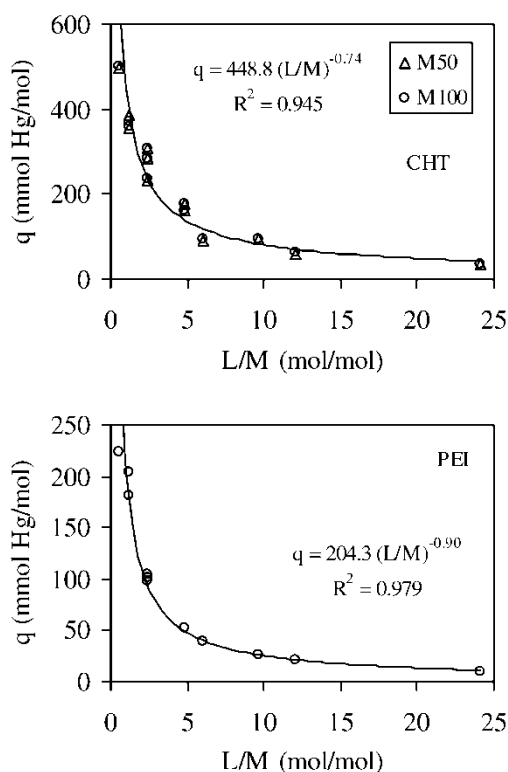 600
400
200
0
q (mmol Hg/mol)
q = 448.8 (L/M)^-0.74
R² = 0.945
△ M50
○ M100
CHT
0 5 10 15 20 25
L/M (mol/mol)
250
200
150
100
50
0
q (mmol Hg/mol)
PEI
q = 204.3 (L/M)^-0.90
R² = 0.979
0 5 10 15 20 25
L/M (mol/mol)